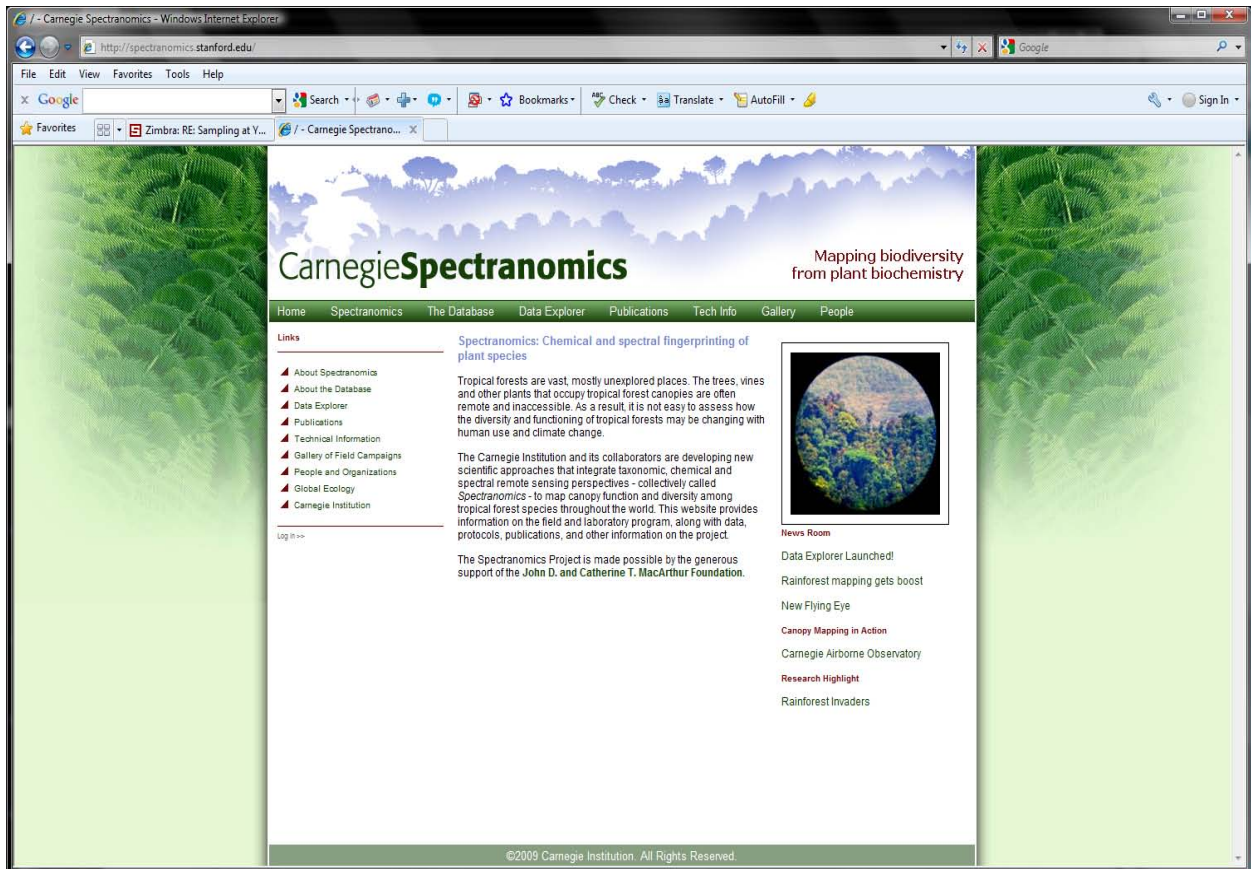 / - Carnegie Spectranomics - Windows Internet Explorer
http://spectranomics.stanford.edu/
Google
File Edit View Favorites Tools Help
x Google Search Bookmarks Check Translate AutoFill Sign In
Favorites Zimbra: RE: Sampling at Y... / - Carnegie Spectrano... X
CarnegieSpectranomics
Mapping biodiversity
from plant biochemistry
Home Spectranomics The Database Data Explorer Publications Tech Info Gallery People
Links
About Spectranomics
About the Database
Data Explorer
Publications
Technical Information
Gallery of Field Campaigns
People and Organizations
Global Ecology
Carnegie Institution
Log in >>
Spectranomics: Chemical and spectral fingerprinting of
plant species
Tropical forests are vast, mostly unexplored places. The trees, vines
and other plants that occupy tropical forest canopies are often
remote and inaccessible. As a result, it is not easy to assess how
the diversity and functioning of tropical forests may be changing with
human use and climate change.
The Carnegie Institution and its collaborators are developing new
scientific approaches that integrate taxonomic, chemical and
spectral remote sensing perspectives - collectively called
Spectranomics - to map canopy function and diversity among
tropical forest species throughout the world. This website provides
information on the field and laboratory program, along with data,
protocols, publications, and other information on the project.
The Spectranomics Project is made possible by the generous
support of the John D. and Catherine T. MacArthur Foundation.
News Room
Data Explorer Launched!
Rainforest mapping gets boost
New Flying Eye
Canopy Mapping in Action
Carnegie Airborne Observatory
Research Highlight
Rainforest Invaders
©2009 Carnegie Institution. All Rights Reserved.